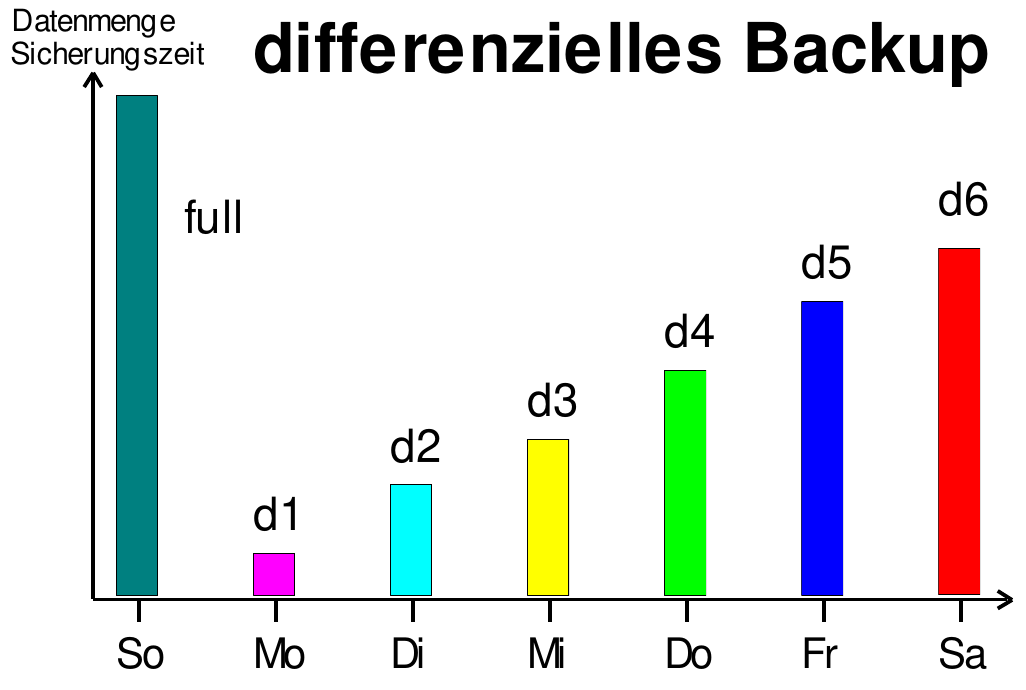 Datenmenge
Sicherungszeit
differenzielles Backup
full
d1
d2
d3
d4
d5
d6
So Mo Di Mi Do Fr Sa